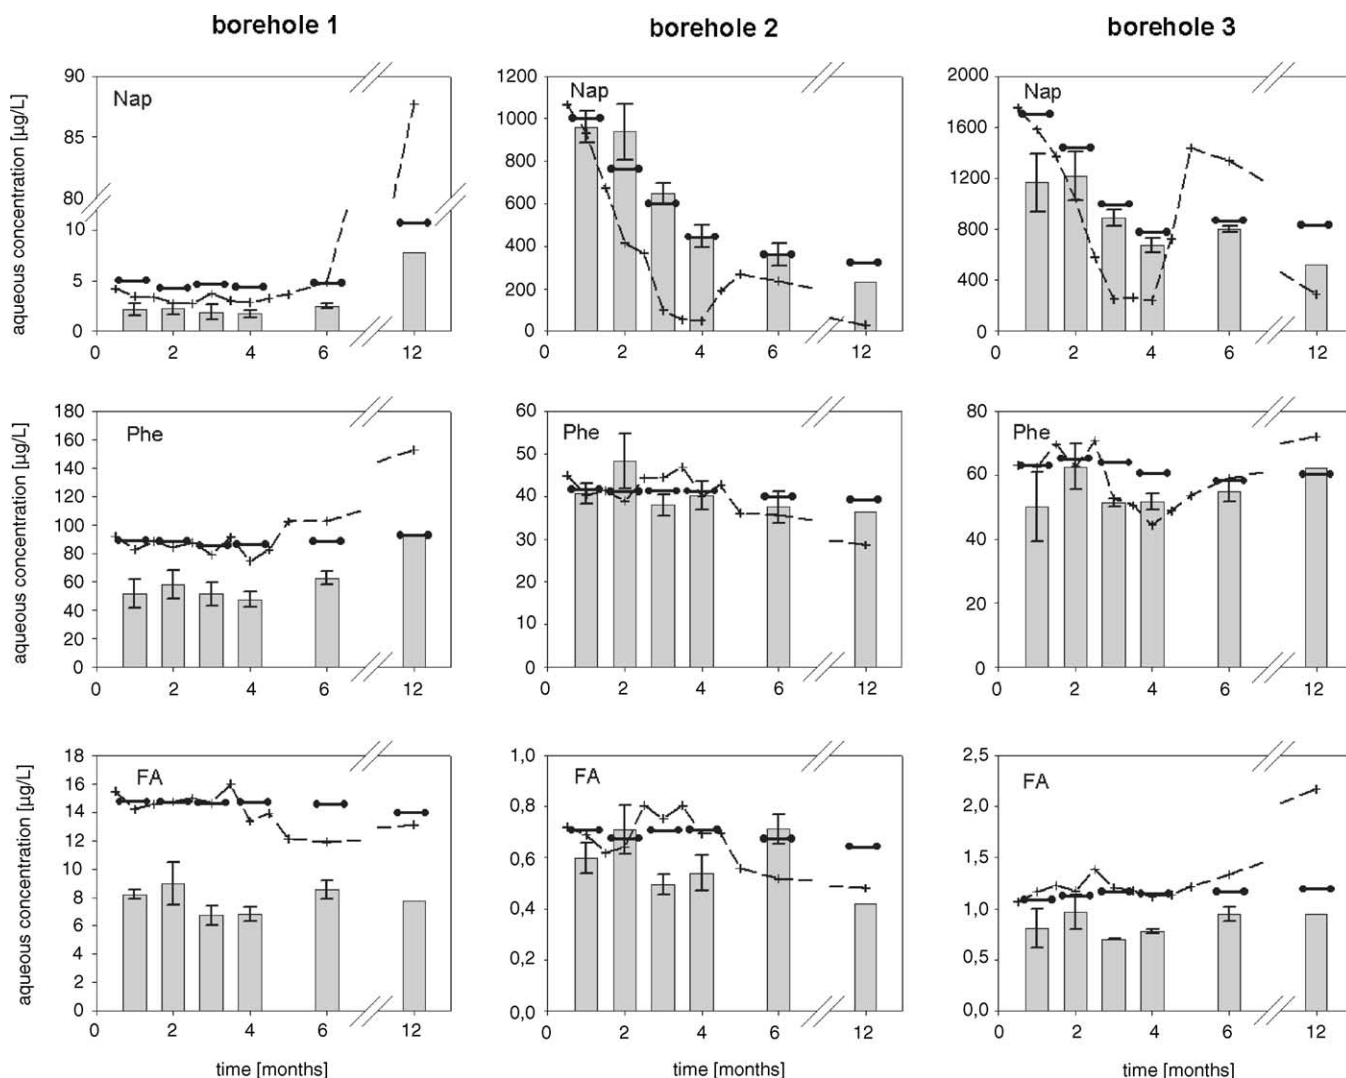 borehole 1 borehole 2 borehole 3
aqueous concentration [µg/L] Nap 90 85 80 10 5 0 0 2 4 6 12
Nap 1200 1000 800 600 400 200 0 0 2 4 6 12
Nap 2000 1600 1200 800 400 0 0 2 4 6 12
aqueous concentration [µg/L] Phe 180 160 140 120 100 80 60 40 20 0 0 2 4 6 12
Phe 60 50 40 30 20 10 0 0 2 4 6 12
Phe 80 60 40 20 0 0 2 4 6 12
aqueous concentration [µg/L] FA 18 16 14 12 10 8 6 4 2 0 0 2 4 6 12
FA 1,0 0,8 0,6 0,4 0,2 0,0 0 2 4 6 12
FA 2,5 2,0 1,5 1,0 0,5 0,0 0 2 4 6 12
time [months] time [months] time [months]